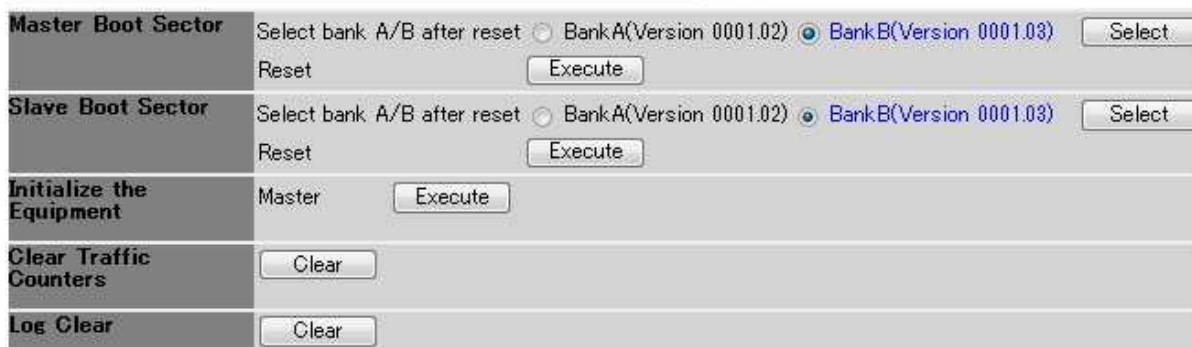 Master Boot Sector
Select bank A/B after reset BankA(Version 0001.02) BankB(Version 0001.03) Select
Reset Execute
Slave Boot Sector
Select bank A/B after reset BankA(Version 0001.02) BankB(Version 0001.03) Select
Reset Execute
Initialize the
Equipment
Master Execute
Clear Traffic
Counters
Clear
Log Clear
Clear